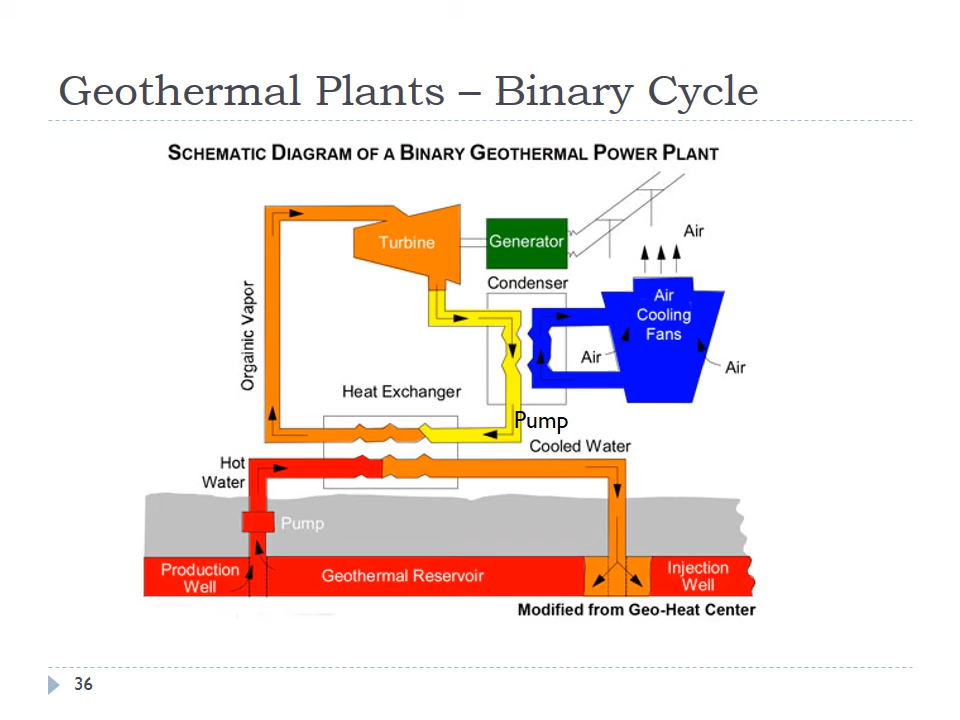 Geothermal Plants – Binary Cycle
SCHEMATIC DIAGRAM OF A BINARY GEOTHERMAL POWER PLANT
Turbine
Generator
Air
Condenser
Air
Cooling
Fans
Air
Air
Orgainic Vapor
Heat Exchanger
Pump
Cooled Water
Hot
Water
Pump
Production
Well
Geothermal Reservoir
Injection
Well
Modified from Geo-Heat Center
36